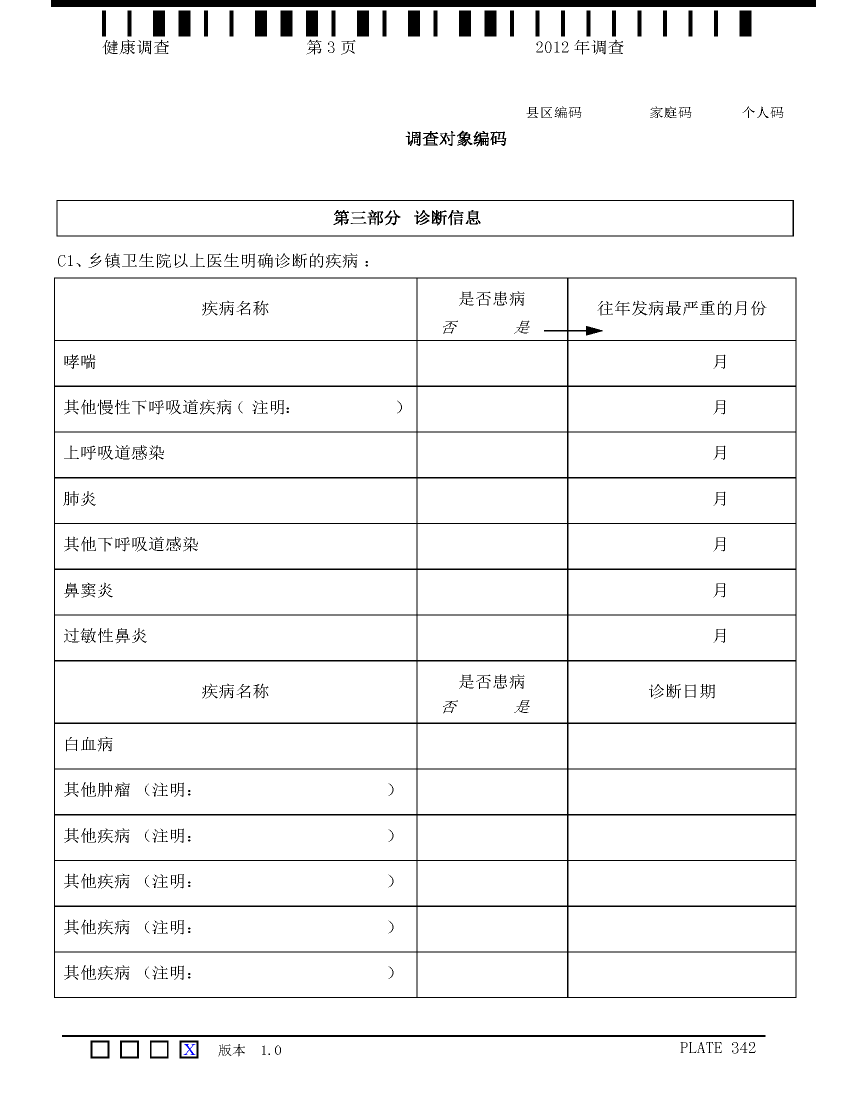 健康调查 第 3 页 2012 年调查
县区编码 家庭码 个人码
调查对象编码
第三部分 诊断信息
C1、乡镇卫生院以上医生明确诊断的疾病：
疾病名称 是否患病 往年发病最严重的月份
否 是
哮喘 月
其他慢性下呼吸道疾病（ 注明： ） 月
上呼吸道感染 月
肺炎 月
其他下呼吸道感染 月
鼻窦炎 月
过敏性鼻炎 月
疾病名称 是否患病 诊断日期
否 是
白血病
其他肿瘤 （注明： ）
其他疾病 （注明： ）
其他疾病 （注明： ）
其他疾病 （注明： ）
其他疾病 （注明： ）
X 版本 1.0 PLATE 342